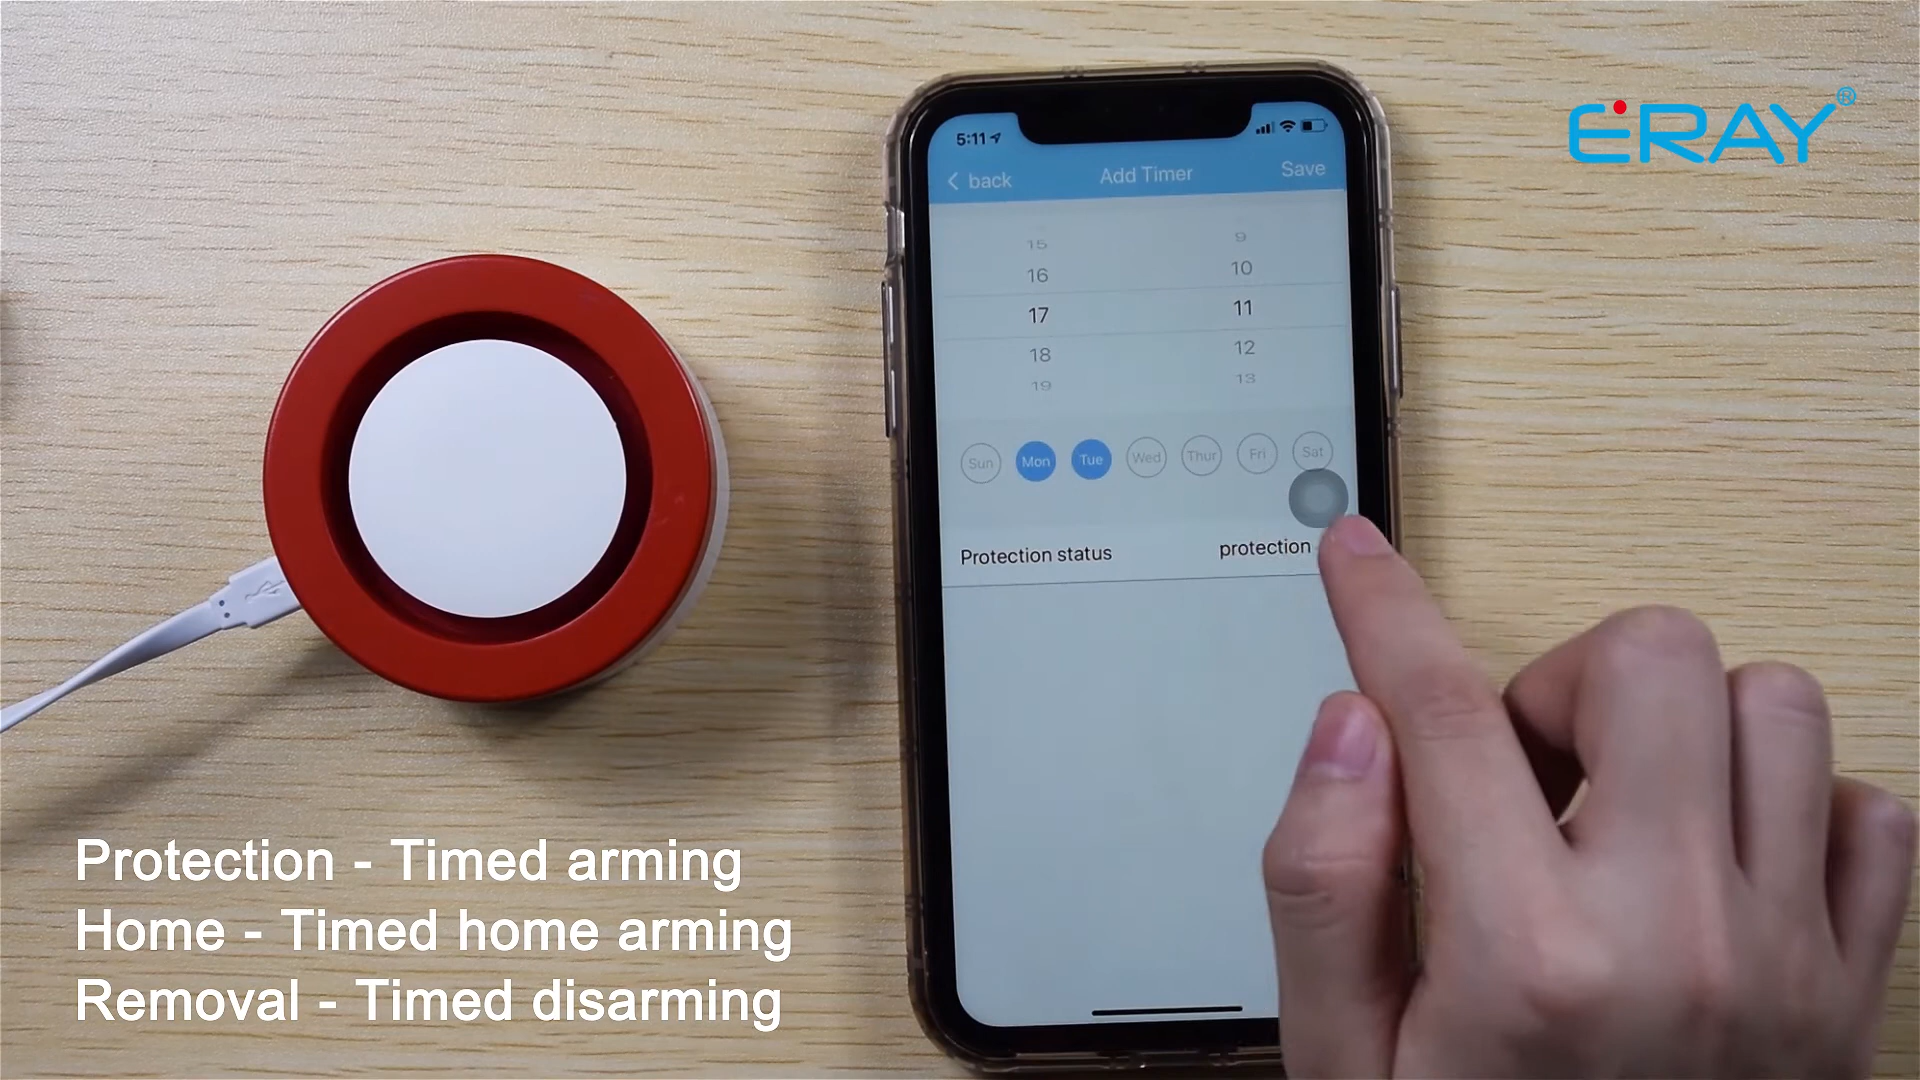 ERAY®
5:11
back Add Timer Save
15 9
16 10
17 11
18 12
19 13
Sun Mon Tue Wed Thur Fri Sat
Protection status protection
Protection - Timed arming
Home - Timed home arming
Removal - Timed disarming